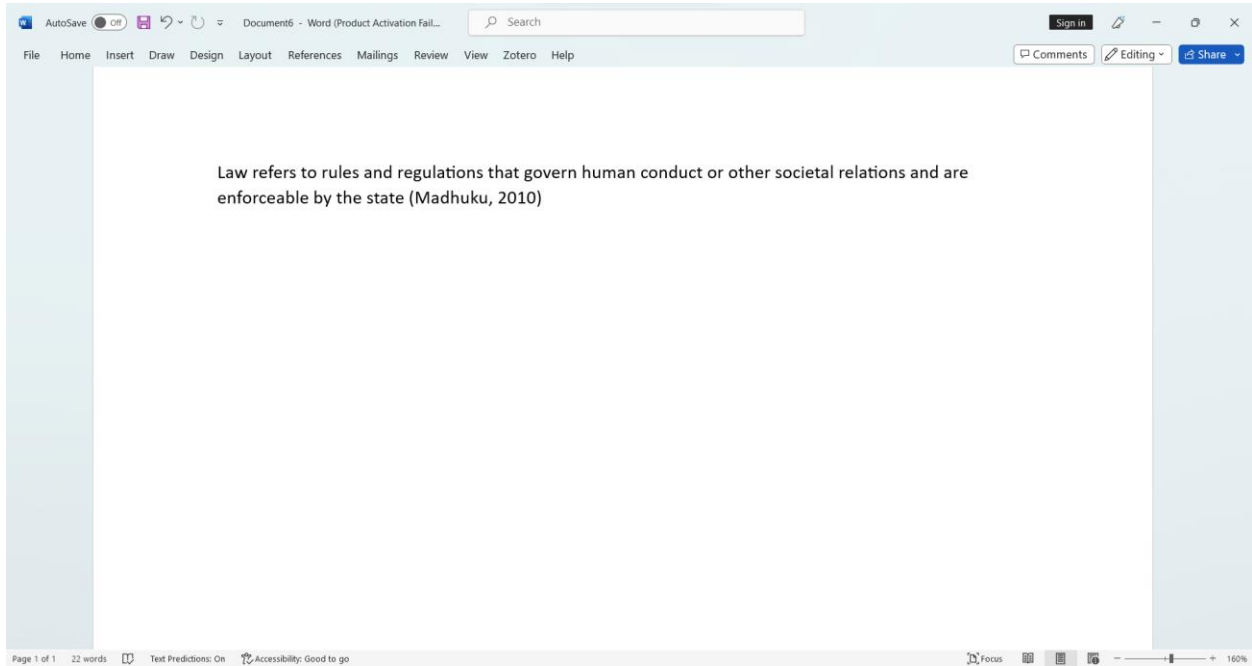 AutoSave Off Document6 - Word (Product Activation Fail... Search Sign in
File Home Insert Draw Design Layout References Mailings Review View Zotero Help Comments Editing Share
Law refers to rules and regulations that govern human conduct or other societal relations and are
enforceable by the state (Madhuku, 2010)
Page 1 of 1 22 words Text Predictions: On Accessibility: Good to go Focus 160%